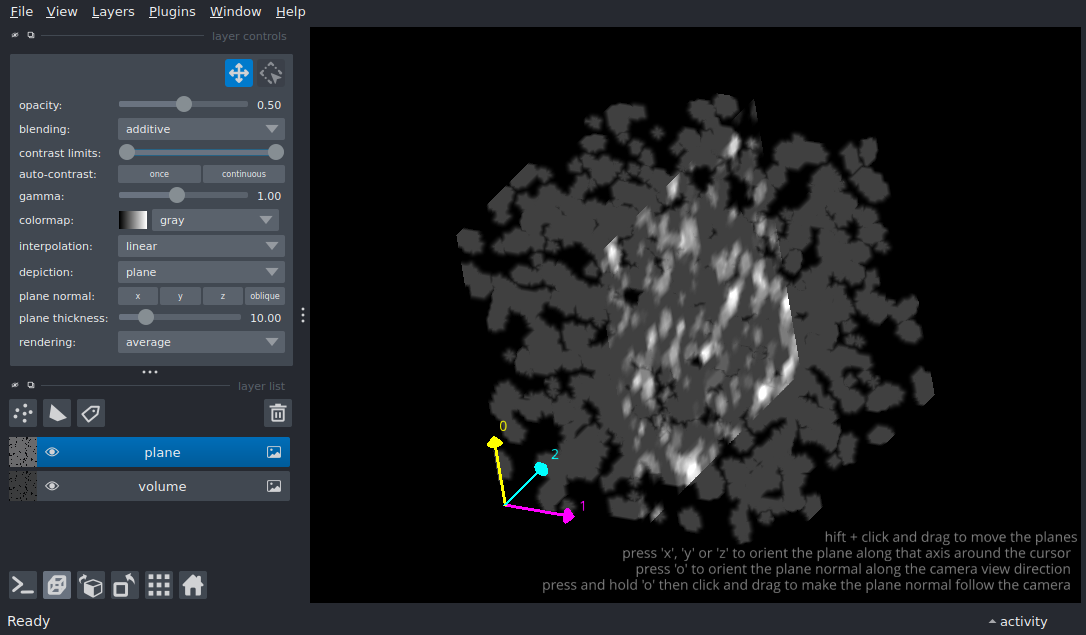 File View Layers Plugins Window Help
layer controls
opacity: 0.50
blending: additive
contrast limits:
auto-contrast: once continuous
gamma: 1.00
colormap: gray
interpolation: linear
depiction: plane
plane normal: x y z oblique
plane thickness: 10.00
rendering: average
layer list
plane
volume
0
2
1
hift + click and drag to move the planes
press 'x', 'y' or 'z' to orient the plane along that axis around the cursor
press 'o' to orient the plane normal along the camera view direction
press and hold 'o' then click and drag to make the plane normal follow the camera
Ready
activity